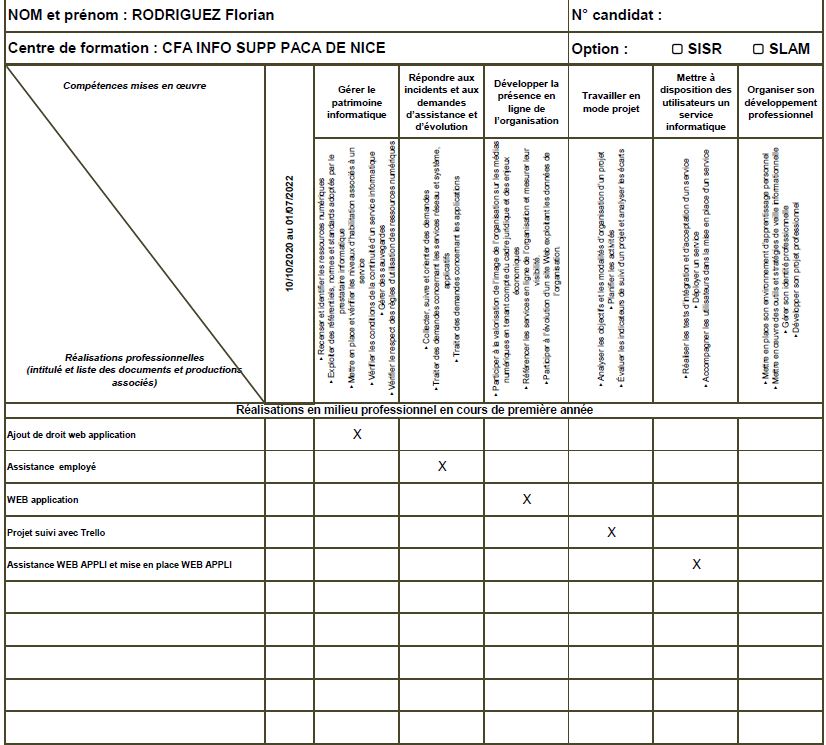 NOM et prénom : RODRIGUEZ Florian
N° candidat :
Centre de formation : CFA INFO SUPP PACA DE NICE
Option :
SISR
SLAM
Compétences mises en œuvre
Réalisations professionnelles
(intitulé et liste des documents et productions
associés)
10/10/2020 au 01/07/2022
Gérer le
patrimoine
informatique
Répondre aux
incidents et aux
demandes
d’assistance et
d’évolution
Développer la
présence en
ligne de
l’organisation
Travailler en
mode projet
Mettre à
disposition des
utilisateurs un
service
informatique
Organiser son
développement
professionnel
‣ Recenser et identifier les ressources numériques
‣ Exploiter des référentiels, normes et standards adoptés par le
prestataire informatique
‣ Mettre en place et vérifier les niveaux d’habilitation associés à un
service
‣ Vérifier les conditions de la continuité d’un service informatique
‣ Gérer des sauvegardes
‣ Vérifier le respect des règles d’utilisation des ressources numériques
‣ Collecter, suivre et orienter des demandes
‣ Traiter des demandes concernant les services réseau et système,
applicatifs
‣ Traiter des demandes concernant les applications
‣ Participer à la valorisation de l’image de l’organisation sur les médias
numériques en tenant compte du cadre juridique et des enjeux
économiques
‣ Référencer les services en ligne de l’organisation et mesurer leur
visibilité.
‣ Participer à l’évolution d’un site Web exploitant les données de
l’organisation.
‣ Analyser les objectifs et les modalités d’organisation d’un projet
‣ Planifier les activités
‣ Évaluer les indicateurs de suivi d’un projet et analyser les écarts
‣ Réaliser les tests d’intégration et d’acceptation d’un service
‣ Déployer un service
‣ Accompagner les utilisateurs dans la mise en place d’un service
‣ Mettre en place son environnement d’apprentissage personnel
‣ Mettre en œuvre des outils et stratégies de veille informationnelle
‣ Gérer son identité professionnelle
‣ Développer son projet professionnel
Réalisations en milieu professionnel en cours de première année
Ajout de droit web application X
Assistance employé X
WEB application X
Projet suivi avec Trello X
Assistance WEB APPLI et mise en place WEB APPLI X